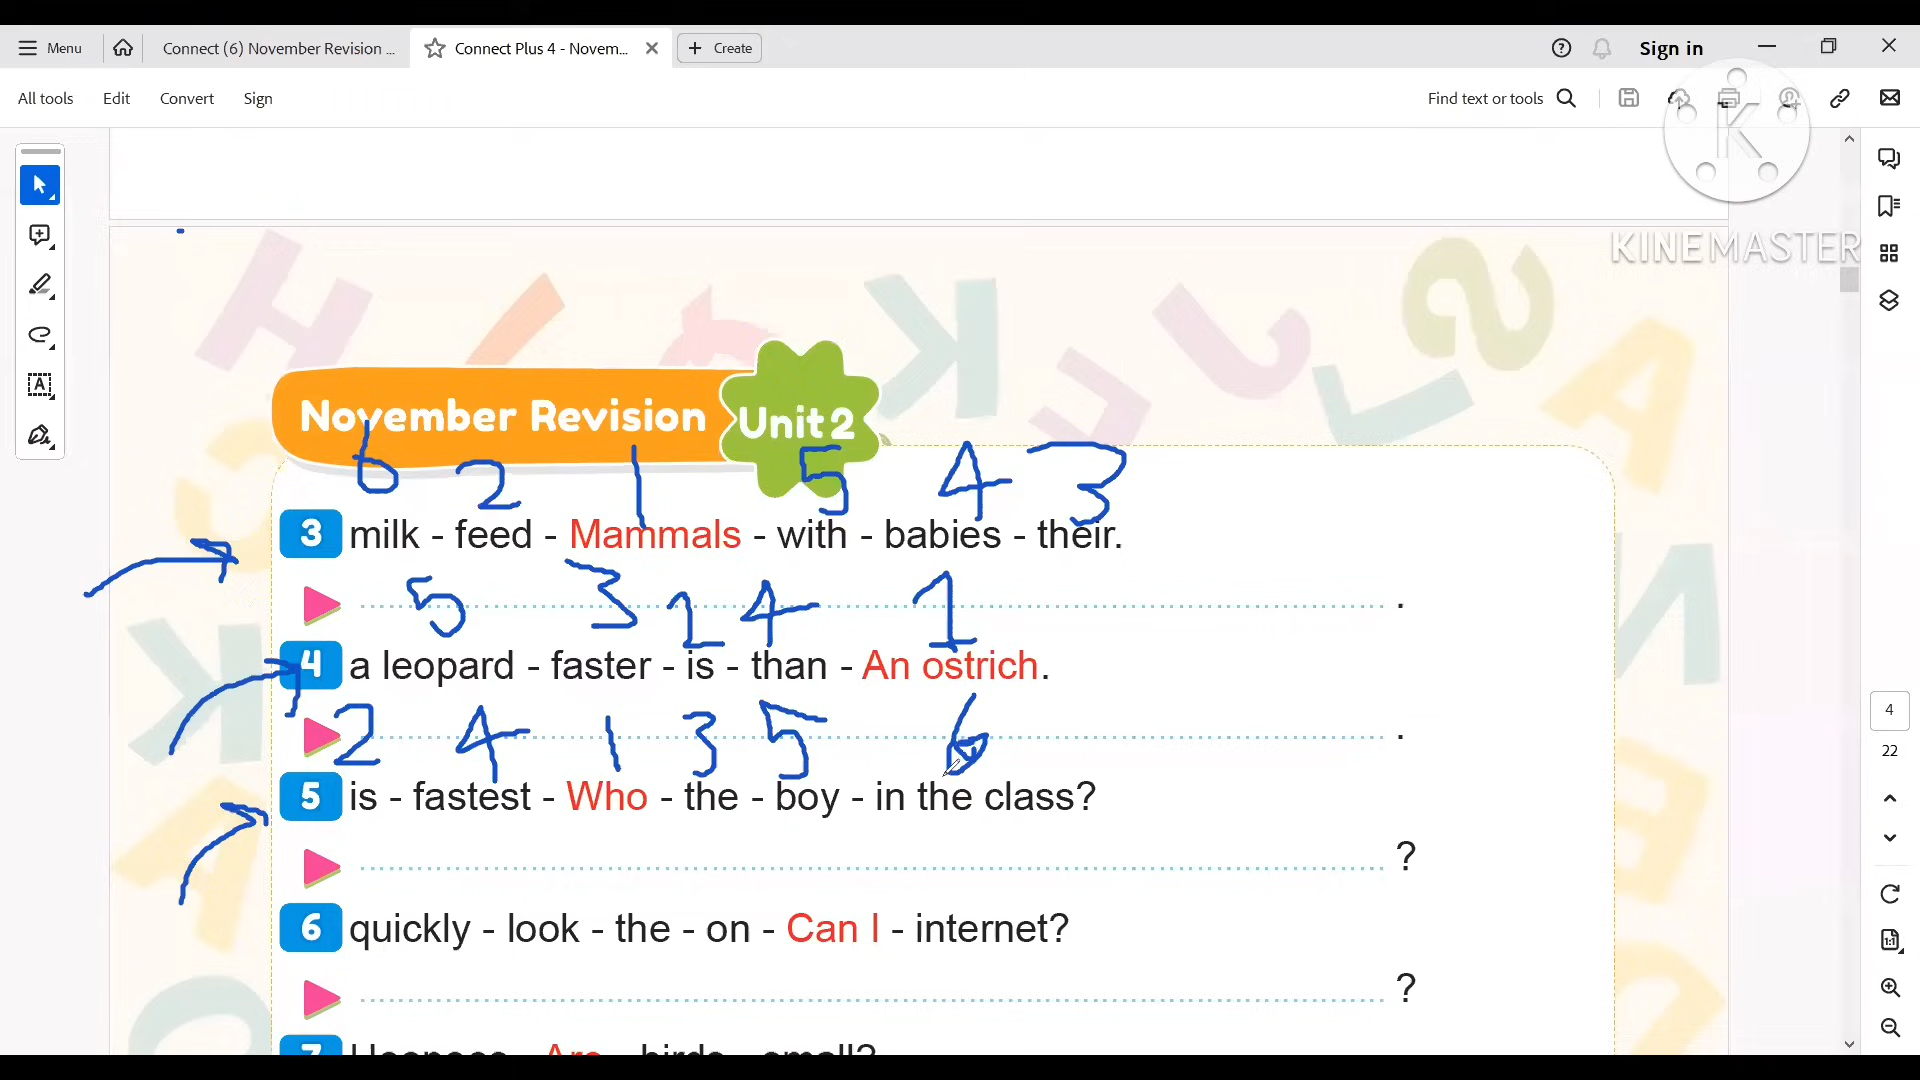 Menu Connect (6) November Revision ... Connect Plus 4 - Novem... Create Sign in
All tools Edit Convert Sign Find text or tools
KINEMASTER
November Revision Unit 2
6 2 1 5 4 3
3 milk - feed - Mammals - with - babies - their.
5 3 2 4 1
4 a leopard - faster - is - than - An ostrich.
2 4 1 3 5 6
5 is - fastest - Who - the - boy - in the class?
?
6 quickly - look - the - on - Can I - internet?
?
4
22